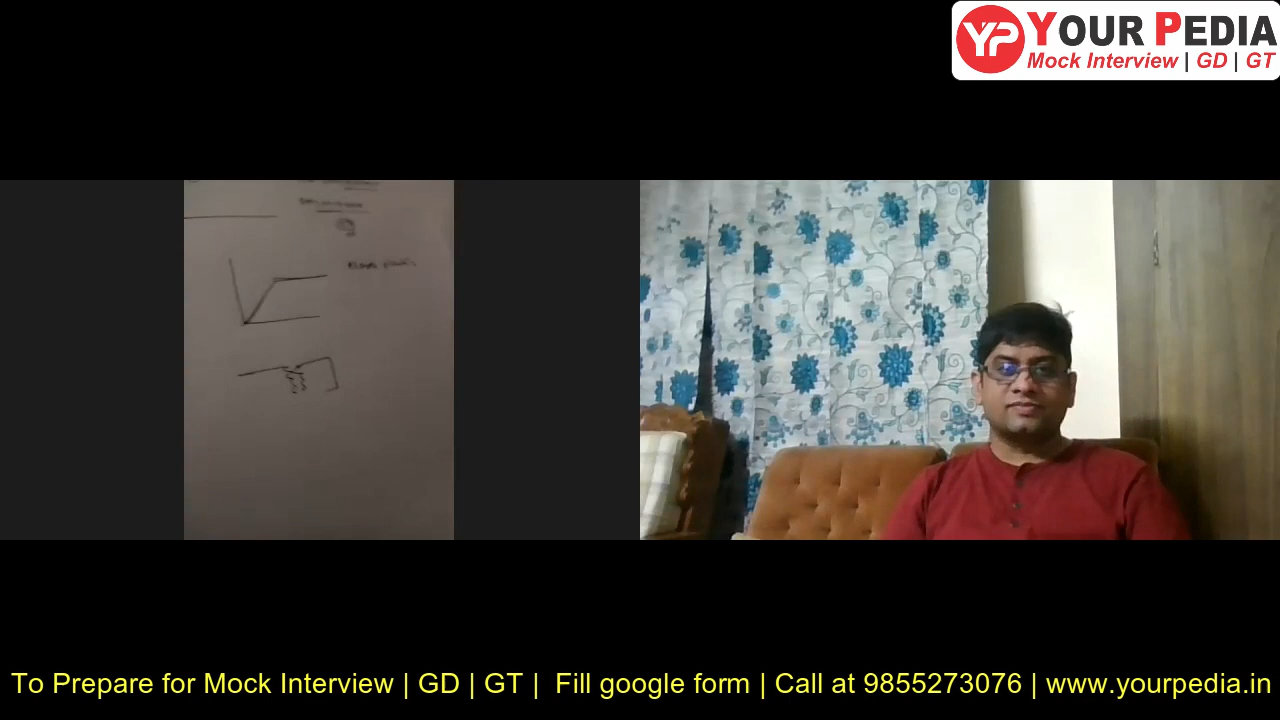 YP YOUR PEDIA
Mock Interview | GD | GT
To Prepare for Mock Interview | GD | GT | Fill google form | Call at 9855273076 | www.yourpedia.in